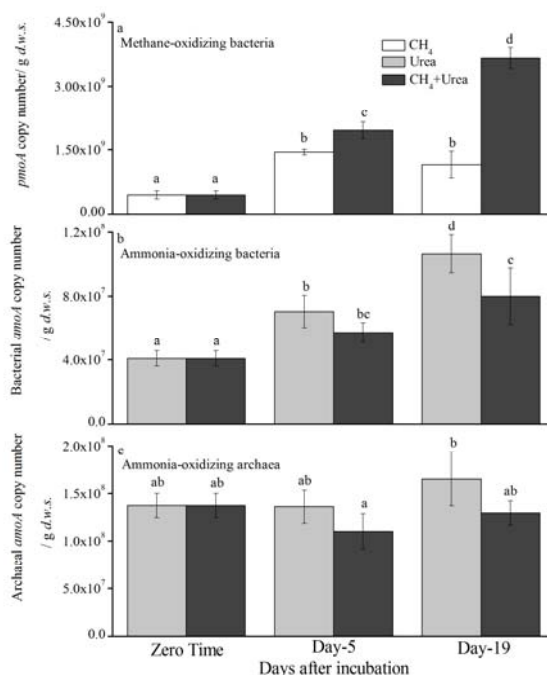 a
Methane-oxidizing bacteria
pmoA copy number/ g d.w.s.
4.50x10⁹
3.00x10⁹
1.50x10⁹
0.00
CH₄
Urea
CH₄+Urea
a
a
b
c
b
d
b
Ammonia-oxidizing bacteria
Bacterial amoA copy number
/ g d.w.s.
1.2x10⁸
8.0x10⁷
4.0x10⁷
0.0
a
a
b
bc
d
c
c
Ammonia-oxidizing archaea
Archaeal amoA copy number
/ g d.w.s.
2.0x10⁸
1.5x10⁸
1.0x10⁸
5.0x10⁷
0.0
ab
ab
ab
a
b
ab
Zero Time
Day-5
Day-19
Days after incubation